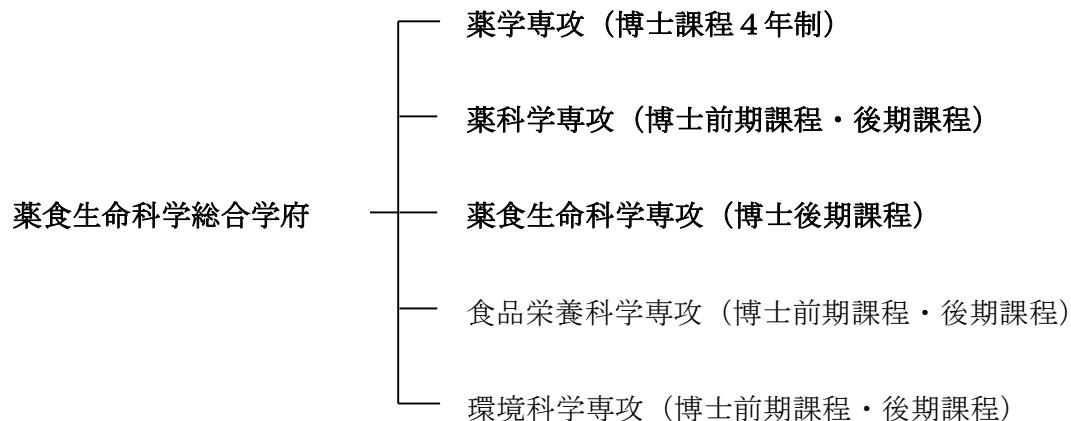 薬学専攻（博士課程４年制）
薬科学専攻（博士前期課程・後期課程）
薬食生命科学総合学府
薬食生命科学専攻（博士後期課程）
食品栄養科学専攻（博士前期課程・後期課程）
環境科学専攻（博士前期課程・後期課程）